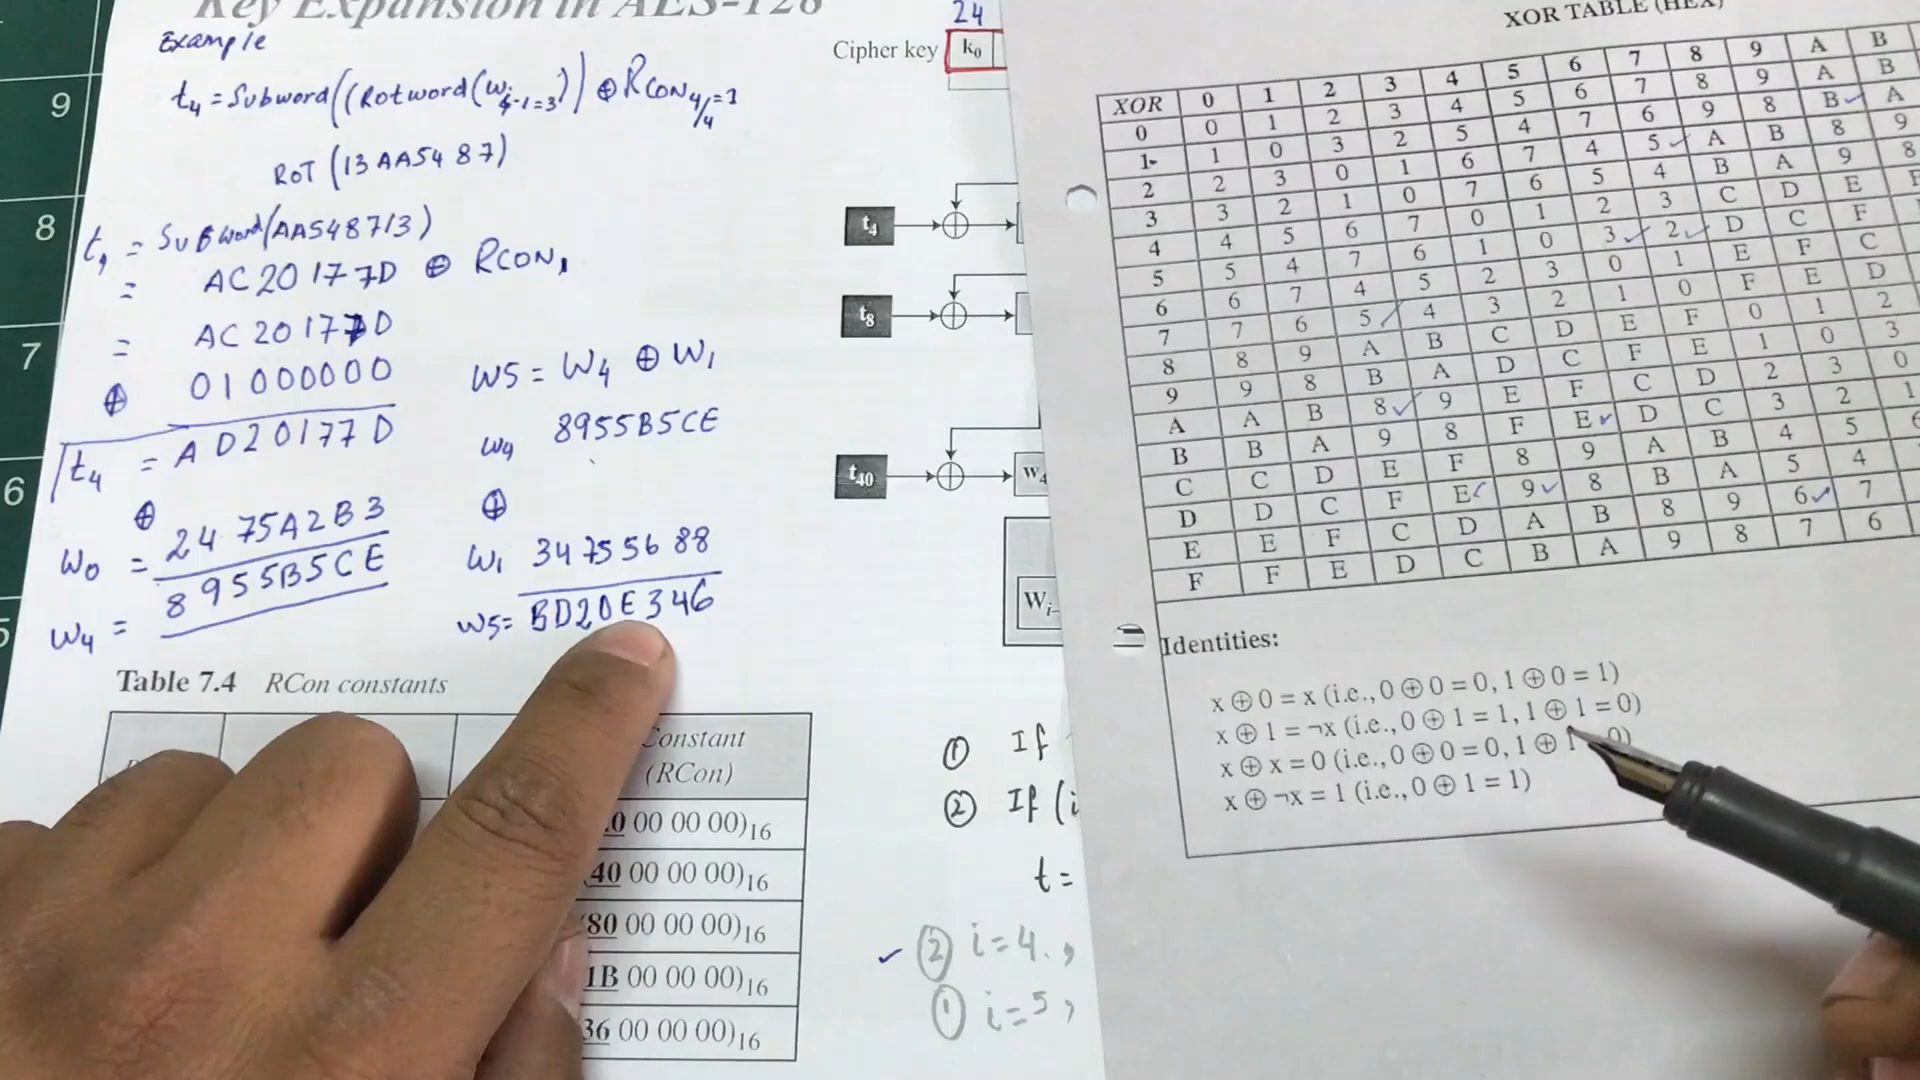 Key Expansion in AES-128
Example
t4 = Subword((Rotword(Wi-1=3)) ⊕ RCon4/4=1
ROT (13 AA54 87)
t, = SUBword(AA548713)
= AC20177D ⊕ RCON,
= AC20177D
⊕ 01000000
t4 = AD20177D
⊕
W0 = 2475A2B3
W4 = 8955B5CE
W5 = W4 ⊕ W1
W4 8955B5CE
⊕
W1 34755688
W5= BD20E346
Table 7.4 RCon constants
Constant
(RCon)
0 00 00 00)16
40 00 00 00)16
(80 00 00 00)16
1B 00 00 00)16
36 00 00 00)16
9
8
7
6
5
24
Cipher key k0
t4
t8
t40 w4
Wi-
① If
② If (i
t=
✓ ② i=4. ,
① i=5 ,
XOR TABLE (HEX)
XOR 0 1 2 3 4 5 6 7 8 9 A B
0 0 1 2 3 4 5 6 7 8 9 A B
1 1 0 3 2 5 4 7 6 9 8 B✓ A
2 2 3 0 1 6 7 4 5✓ A B 8 9
3 3 2 1 0 7 6 5 4 B A 9 8
4 4 5 6 7 0 1 2 3 C D E F
5 5 4 7 6 1 0 3✓ 2✓ D C F
6 6 7 4 5 2 3 0 1 E F C
7 7 6 5✓ 4 3 2 1 0 F E D
8 8 9 A B C D E F 0 1 2
9 9 8 B A D C F E 1 0 3
A A B 8✓ 9 E F C D 2 3 0
B B A 9 8 F E✓ D C 3 2 1
C C D E F 8 9 A B 4 5 6
D D C F E✓ 9✓ 8 B A 5 4
E E F C D A B 8 9 6✓ 7
F F E D C B A 9 8 7 6
Identities:
x ⊕ 0 = x (i.e., 0 ⊕ 0 = 0, 1 ⊕ 0 = 1)
x ⊕ 1 = ¬x (i.e., 0 ⊕ 1 = 1, 1 ⊕ 1 = 0)
x ⊕ x = 0 (i.e., 0 ⊕ 0 = 0, 1 ⊕ 1 0)
x ⊕ ¬x = 1 (i.e., 0 ⊕ 1 = 1)